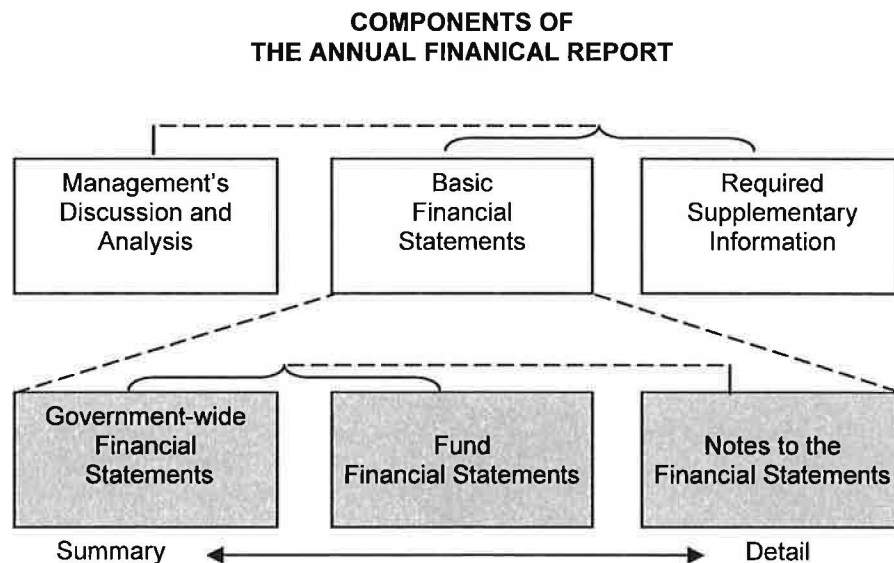 COMPONENTS OF
THE ANNUAL FINANICAL REPORT
Management's
Discussion and
Analysis
Basic
Financial
Statements
Required
Supplementary
Information
Government-wide
Financial
Statements
Fund
Financial Statements
Notes to the
Financial Statements
Summary
Detail